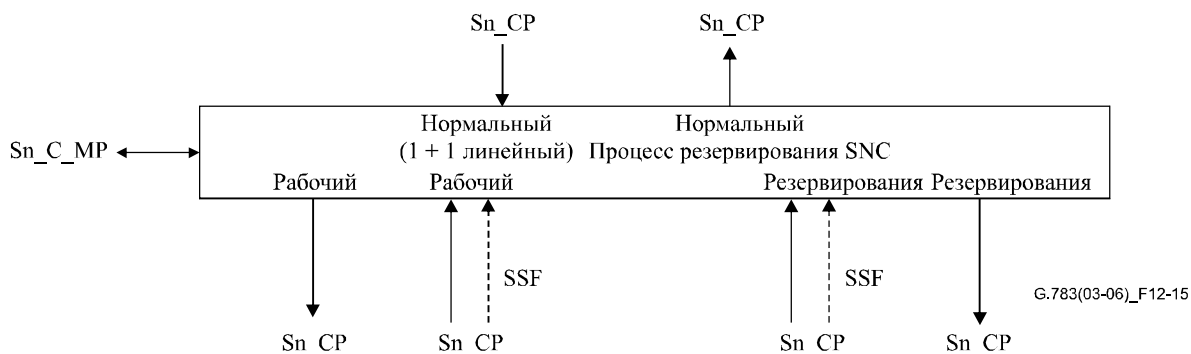 Sn_CP Sn_CP
Нормальный Нормальный
Sn_C_MP (1 + 1 линейный) Процесс резервирования SNC
Рабочий Рабочий Резервирования Резервирования
SSF SSF
G.783(03-06)_F12-15
Sn_CP Sn_CP Sn_CP Sn_CP